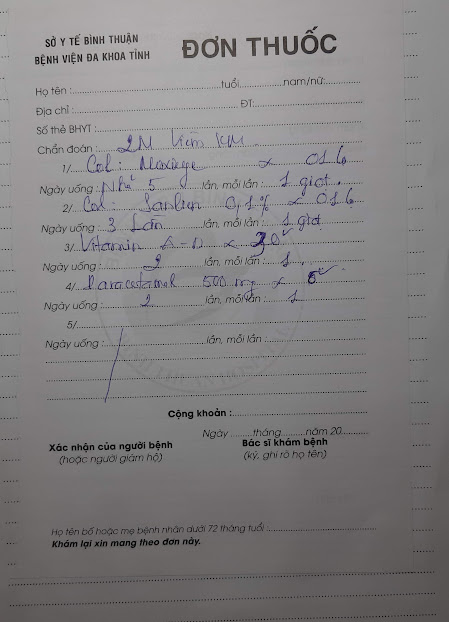 SỞ Y TẾ BÌNH THUẬN
BỆNH VIỆN ĐA KHOA TỈNH
ĐƠN THUỐC
Họ tên :..........tuổi..........nam/nữ:..........
Địa chỉ :..........ĐT:..........
Số thẻ BHYT :..........
Chẩn đoán : 2M Viêm KM
1/ Col: x 01 lọ
Ngày uống : Nhỏ 5 lần, mỗi lần : 1 giọt.
2/ Col: Sanlein 0,1% x 01 lọ
Ngày uống : 3 Lần lần, mỗi lần : 1 giọt
3/ Vitamin A-D x 20 v
Ngày uống : 2 lần, mỗi lần : 1.
4/ Paracetamol 500 mg x v
Ngày uống : 2 lần, mỗi lần : 1
5/..........
Ngày uống :..........lần, mỗi lần :..........
Cộng khoản :..........
Ngày ........tháng.........năm 20..........
Xác nhận của người bệnh
(hoặc người giám hộ)
Bác sĩ khám bệnh
(ký, ghi rõ họ tên)
Họ tên bố hoặc mẹ bệnh nhân dưới 72 tháng tuổi :..........
Khám lại xin mang theo đơn này.